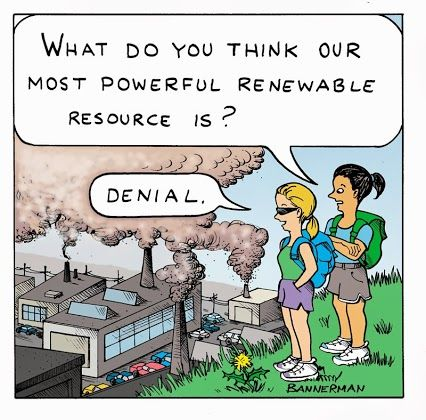 WHAT DO YOU THINK OUR
MOST POWERFUL RENEWABLE
RESOURCE IS?
DENIAL.
BANNERMAN